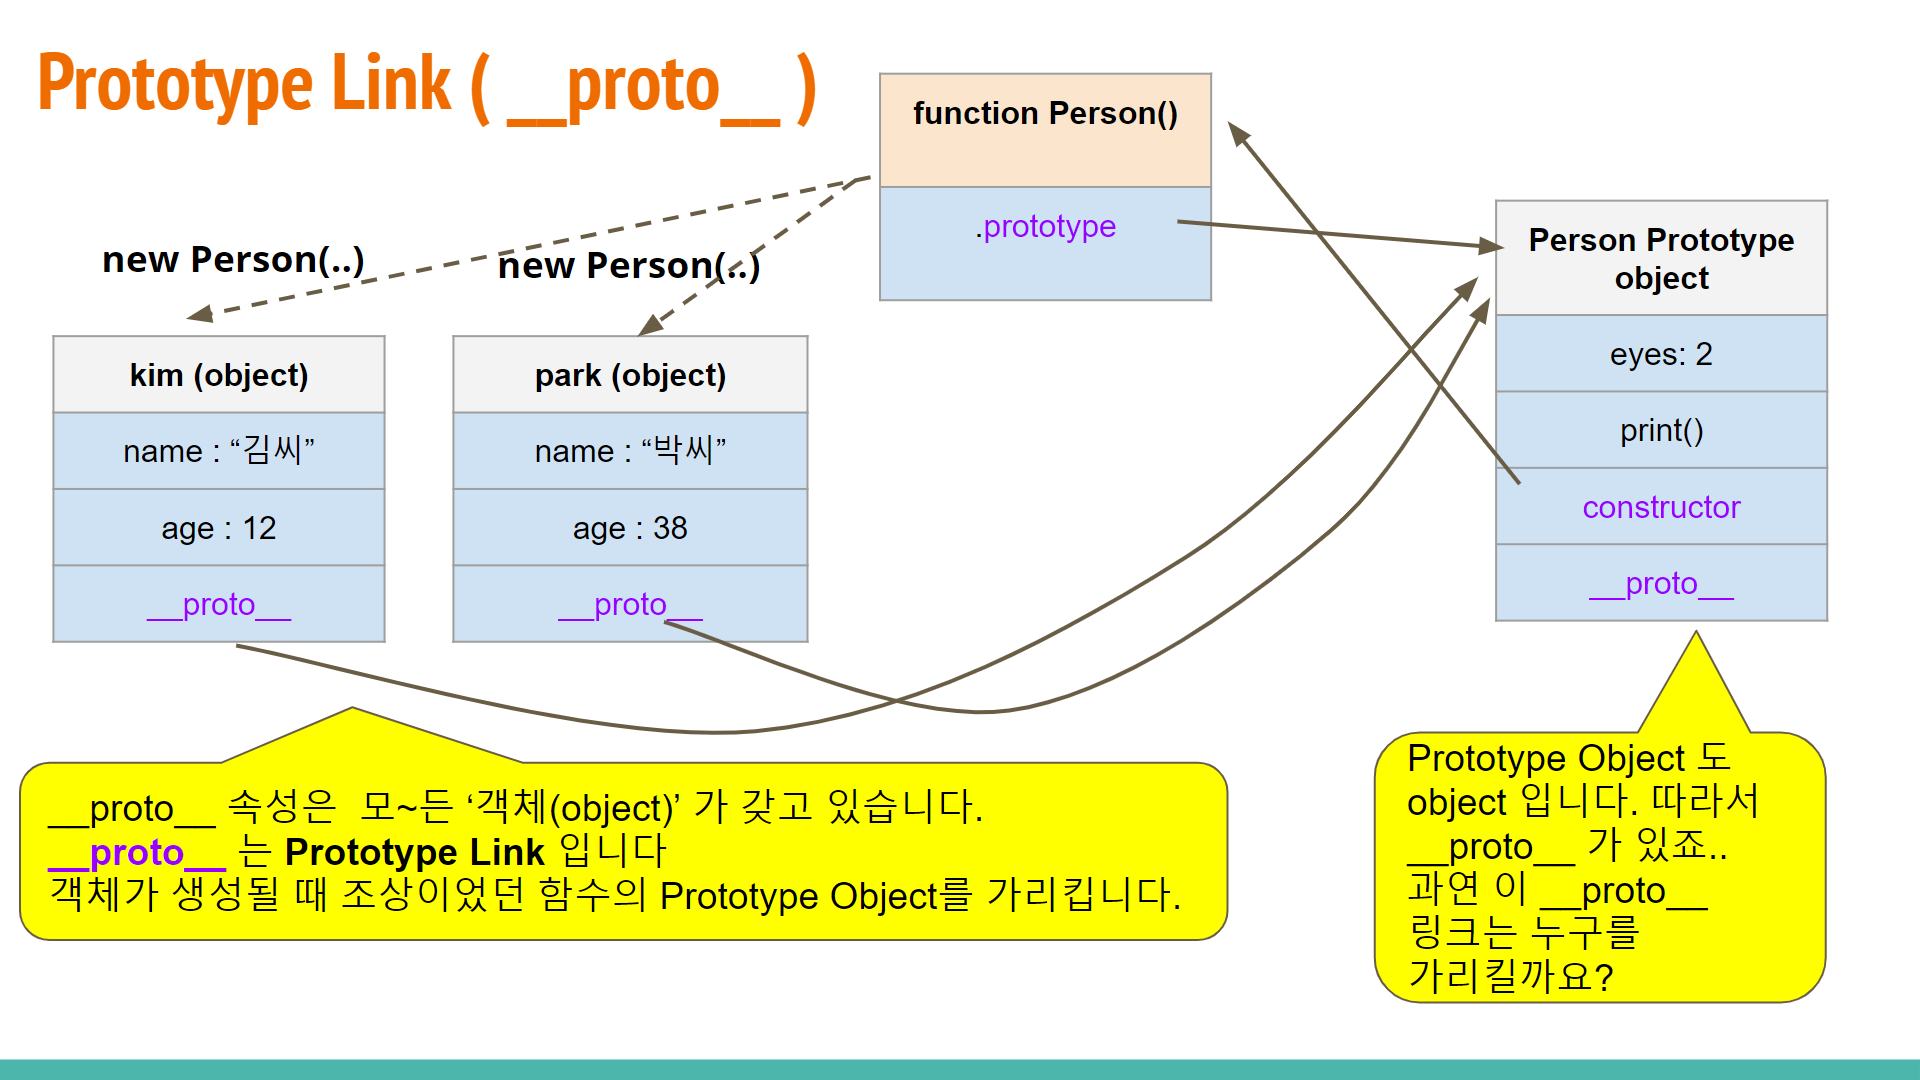 Prototype Link ( __proto__ )
function Person()
.prototype
new Person(..)
new Person(..)
kim (object)
name : “김씨”
age : 12
__proto__
park (object)
name : “박씨”
age : 38
__proto__
Person Prototype
object
eyes: 2
print()
constructor
__proto__
__proto__ 속성은  모~든 ‘객체(object)’ 가 갖고 있습니다.
__proto__ 는 Prototype Link 입니다
객체가 생성될 때 조상이었던 함수의 Prototype Object를 가리킵니다.
Prototype Object 도
object 입니다. 따라서
__proto__ 가 있죠..
과연 이 __proto__
링크는 누구를
가리킬까요?